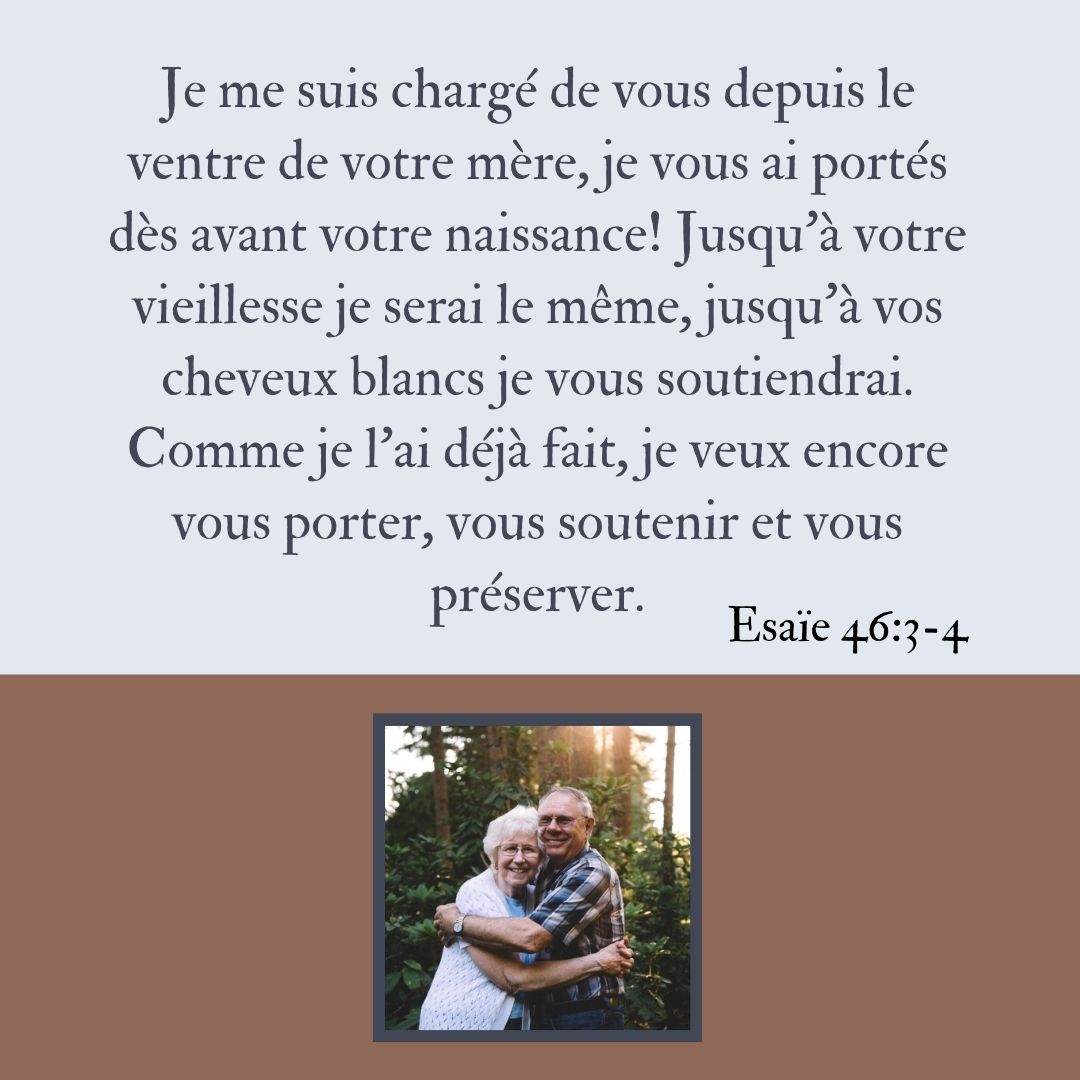 Je me suis chargé de vous depuis le
ventre de votre mère, je vous ai portés
dès avant votre naissance! Jusqu’à votre
vieillesse je serai le même, jusqu’à vos
cheveux blancs je vous soutiendrai.
Comme je l’ai déjà fait, je veux encore
vous porter, vous soutenir et vous
préserver.
Esaïe 46:3-4